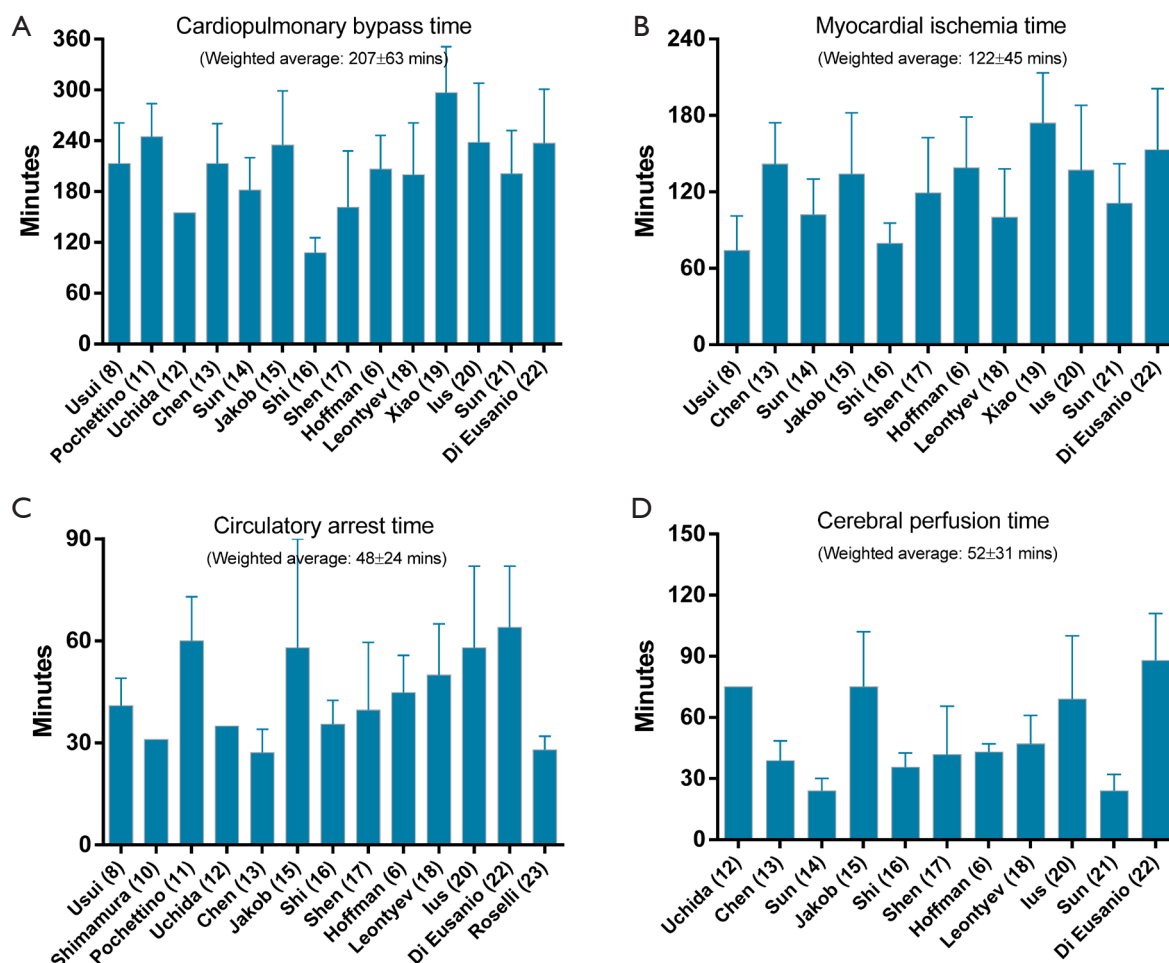 A
Cardiopulmonary bypass time
(Weighted average: 207±63 mins)
Minutes
360
300
240
180
120
60
0
Usui (8)
Pochettino (11)
Uchida (12)
Chen (13)
Sun (14)
Jakob (15)
Shi (16)
Shen (17)
Hoffman (6)
Leontyev (18)
Xiao (19)
Ius (20)
Sun (21)
Di Eusanio (22)
B
Myocardial ischemia time
(Weighted average: 122±45 mins)
Minutes
240
180
120
60
0
Usui (8)
Chen (13)
Sun (14)
Jakob (15)
Shi (16)
Shen (17)
Hoffman (6)
Leontyev (18)
Xiao (19)
Ius (20)
Sun (21)
Di Eusanio (22)
C
Circulatory arrest time
(Weighted average: 48±24 mins)
Minutes
90
60
30
0
Usui (8)
Shimamura (10)
Pochettino (11)
Uchida (12)
Chen (13)
Jakob (15)
Shi (16)
Shen (17)
Hoffman (6)
Leontyev (18)
Ius (20)
Di Eusanio (22)
Roselli (23)
D
Cerebral perfusion time
(Weighted average: 52±31 mins)
Minutes
150
120
90
60
30
0
Uchida (12)
Chen (13)
Sun (14)
Jakob (15)
Shi (16)
Shen (17)
Hoffman (6)
Leontyev (18)
Ius (20)
Sun (21)
Di Eusanio (22)